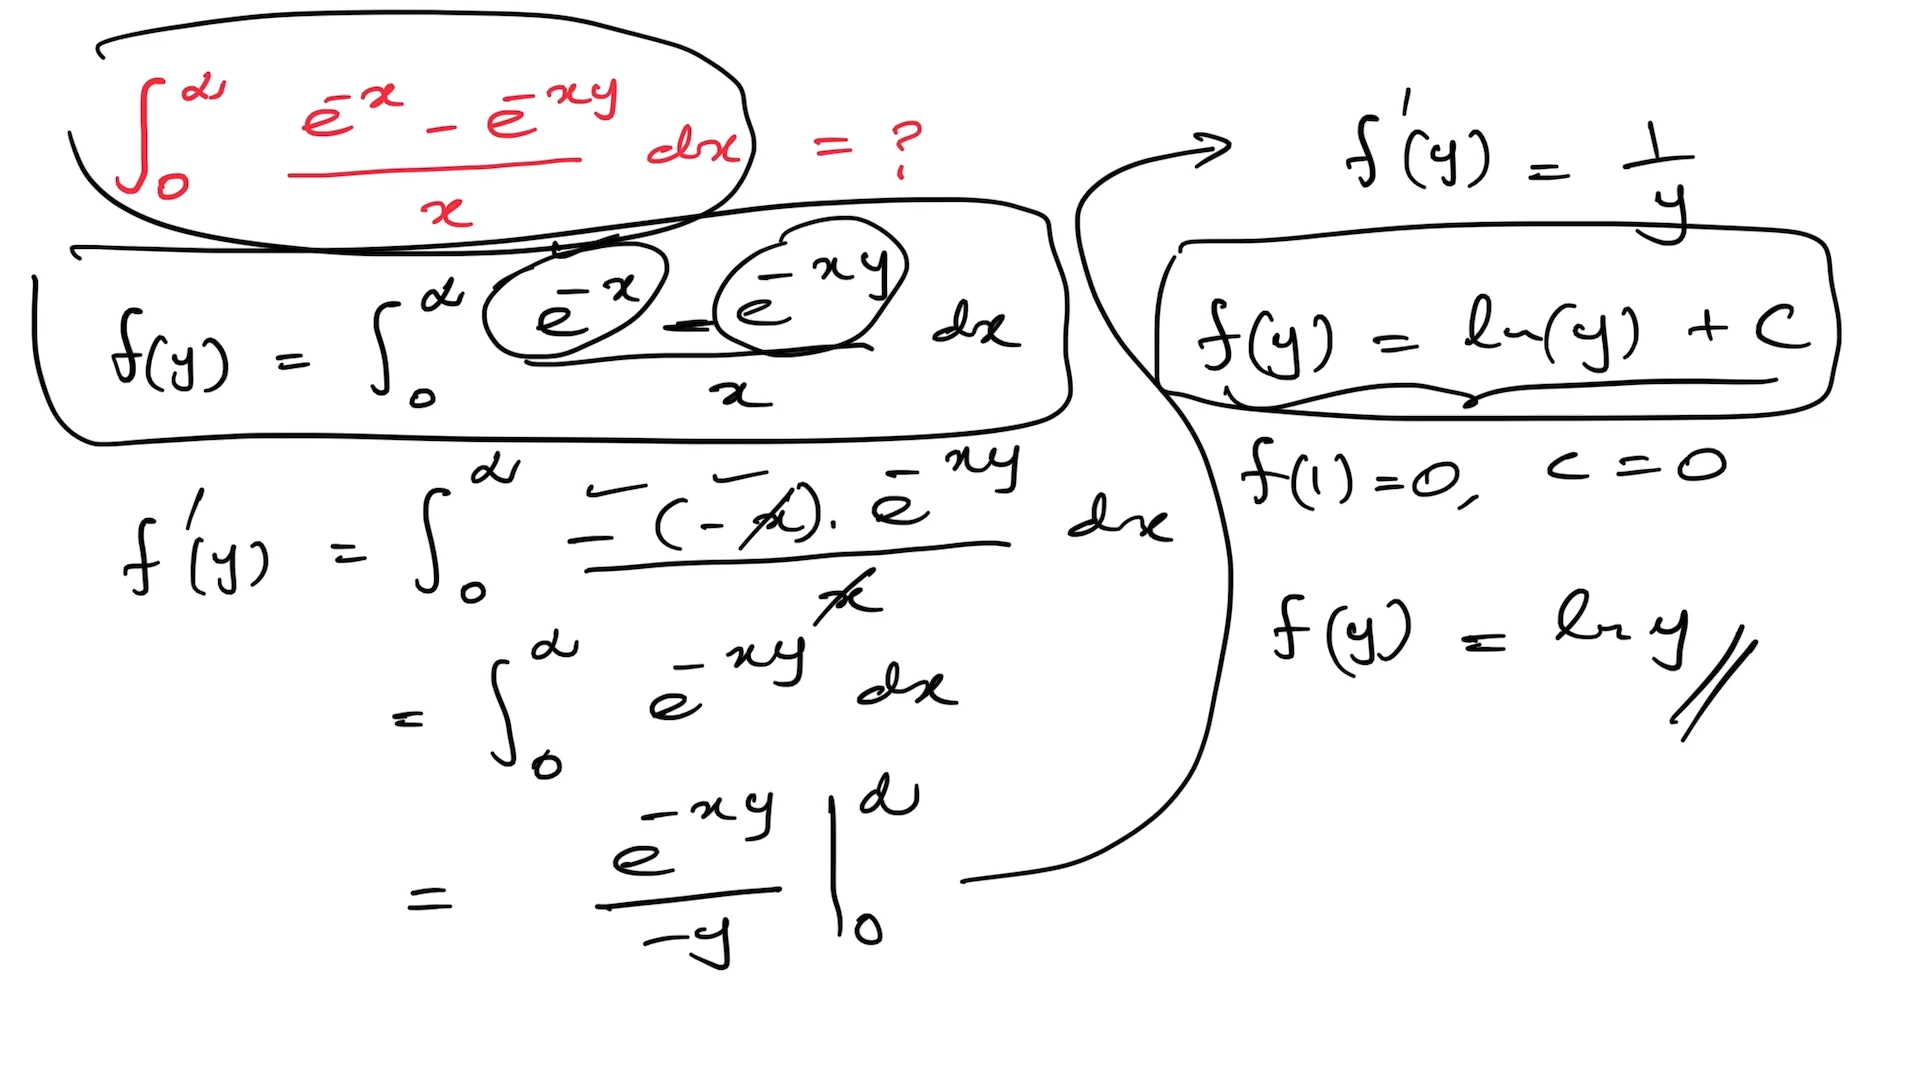 ∫₀^∞ (e^{-x} - e^{-xy})/x dx = ?
f(y) = ∫₀^∞ (e^{-x} - e^{-xy})/x dx
f'(y) = ∫₀^∞ (-(-x).e^{-xy})/x dx
= ∫₀^∞ e^{-xy} dx
= e^{-xy}/-y |₀^∞
f'(y) = 1/y
f(y) = ln(y) + C
f(1)=0, C=0
f(y) = ln y